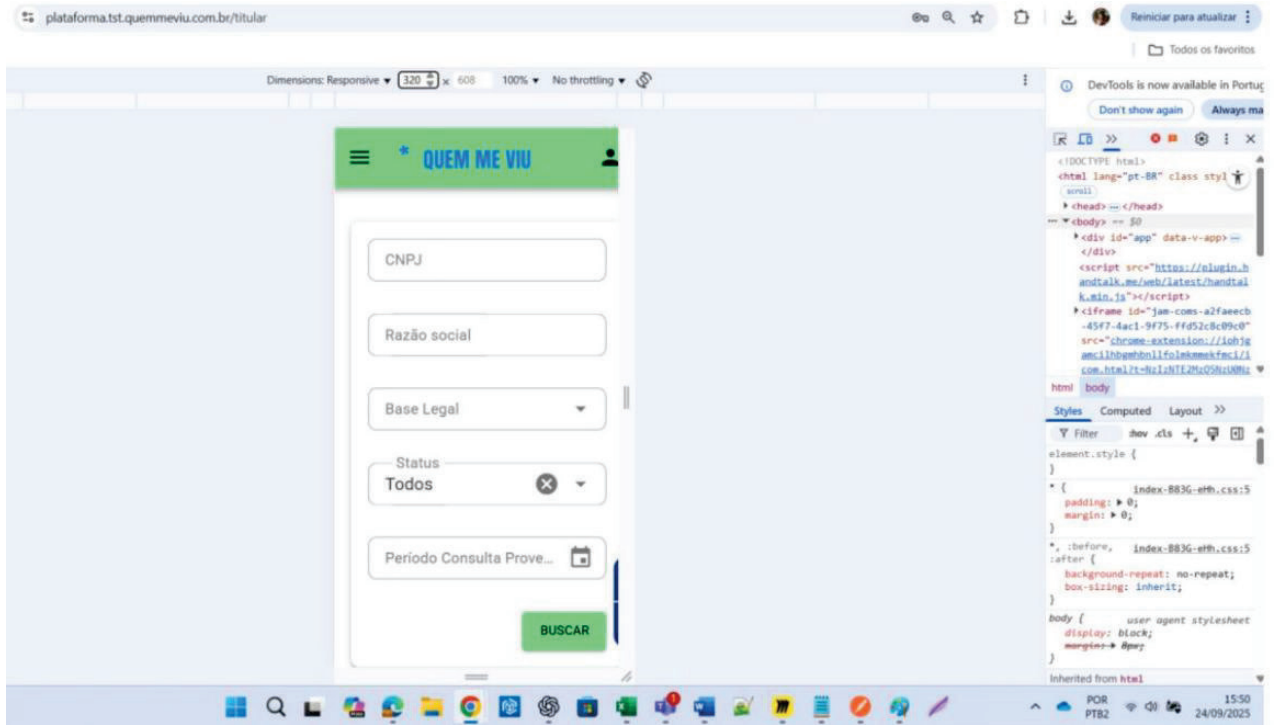 plataforma.tst.quemmeviu.com.br/titular
Reiniciar para atualizar
Todos os favoritos
Dimensions: Responsive 320 x 608 100% No throttling
DevTools is now available in Portug
Don't show again Always ma
QUEM ME VIU
CNPJ
Razão social
Base Legal
Status
Todos
Período Consulta Prove...
BUSCAR
<!DOCTYPE html>
<html lang="pt-BR" class styl
scroll
<head> ... </head>
... <body> == $0
<div id="app" data-v-app> ...
</div>
<script src="https://plugin.h
andtalk.me/web/latest/handtal
k.min.js"></script>
<iframe id="jam-coms-a2faeecb
-45f7-4ac1-9f75-ffd52c8c09c0"
src="chrome-extension://
html body
Styles Computed Layout
Filter :hov .cls +
element.style {
}
* { index-B83G-eHh.css:5
padding: 0;
margin: 0;
}
*, :before, index-B83G-eHh.css:5
:after {
background-repeat: no-repeat;
box-sizing: inherit;
}
body { user agent stylesheet
display: block;
margin: 8px;
}
Inherited from html
POR
PTB2
15:50
24/09/2025